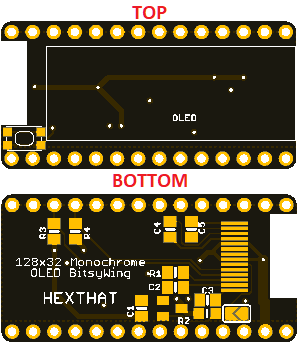 TOP
OLED
BOTTOM
R3
R4
C4
C5
128x32 Monochrome
OLED BitsyWing
R1
C2
HEXTHAT
C3
C1
R2